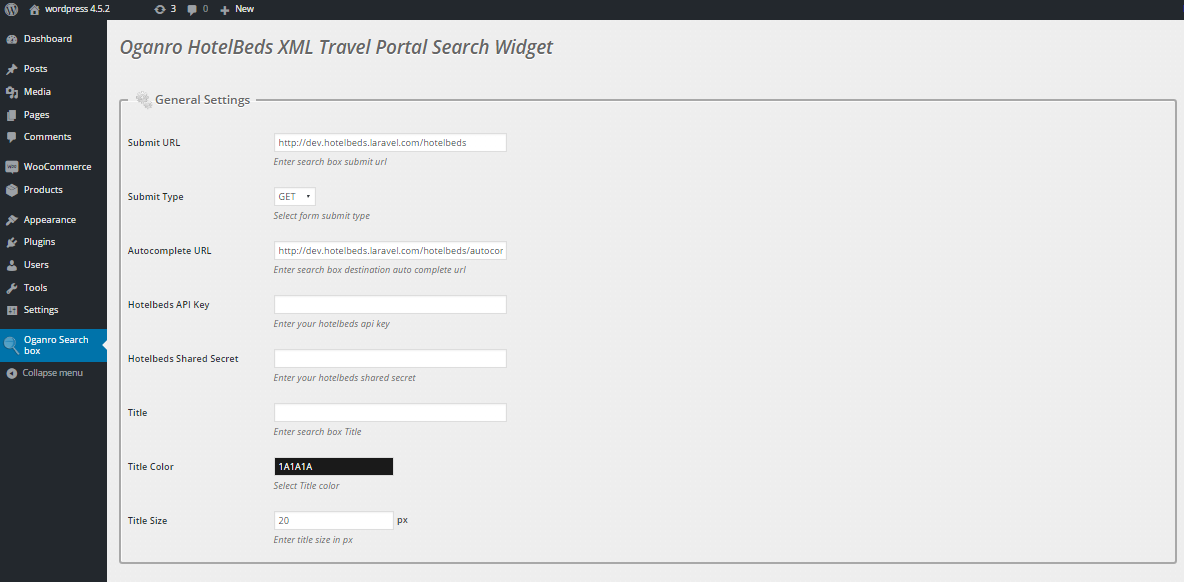 wordpress 4.5.2 3 0 New
Dashboard
Posts
Media
Pages
Comments
WooCommerce
Products
Appearance
Plugins
Users
Tools
Settings
Oganro Search
box
Collapse menu
Oganro HotelBeds XML Travel Portal Search Widget
General Settings
Submit URL http://dev.hotelbeds.laravel.com/hotelbeds
Enter search box submit url
Submit Type GET
Select form submit type
Autocomplete URL http://dev.hotelbeds.laravel.com/hotelbeds/autocor
Enter search box destination auto complete url
Hotelbeds API Key
Enter your hotelbeds api key
Hotelbeds Shared Secret
Enter your hotelbeds shared secret
Title
Enter search box Title
Title Color 1A1A1A
Select Title color
Title Size 20 px
Enter title size in px